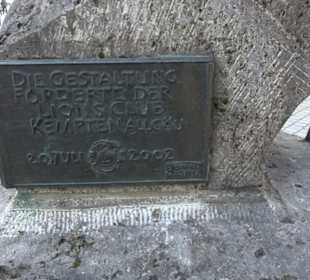 DIE GESTALTUNG
FÖRDERTE DER
LIONS CLUB
KEMPTEN ALLGÄU
20. JULI 2002